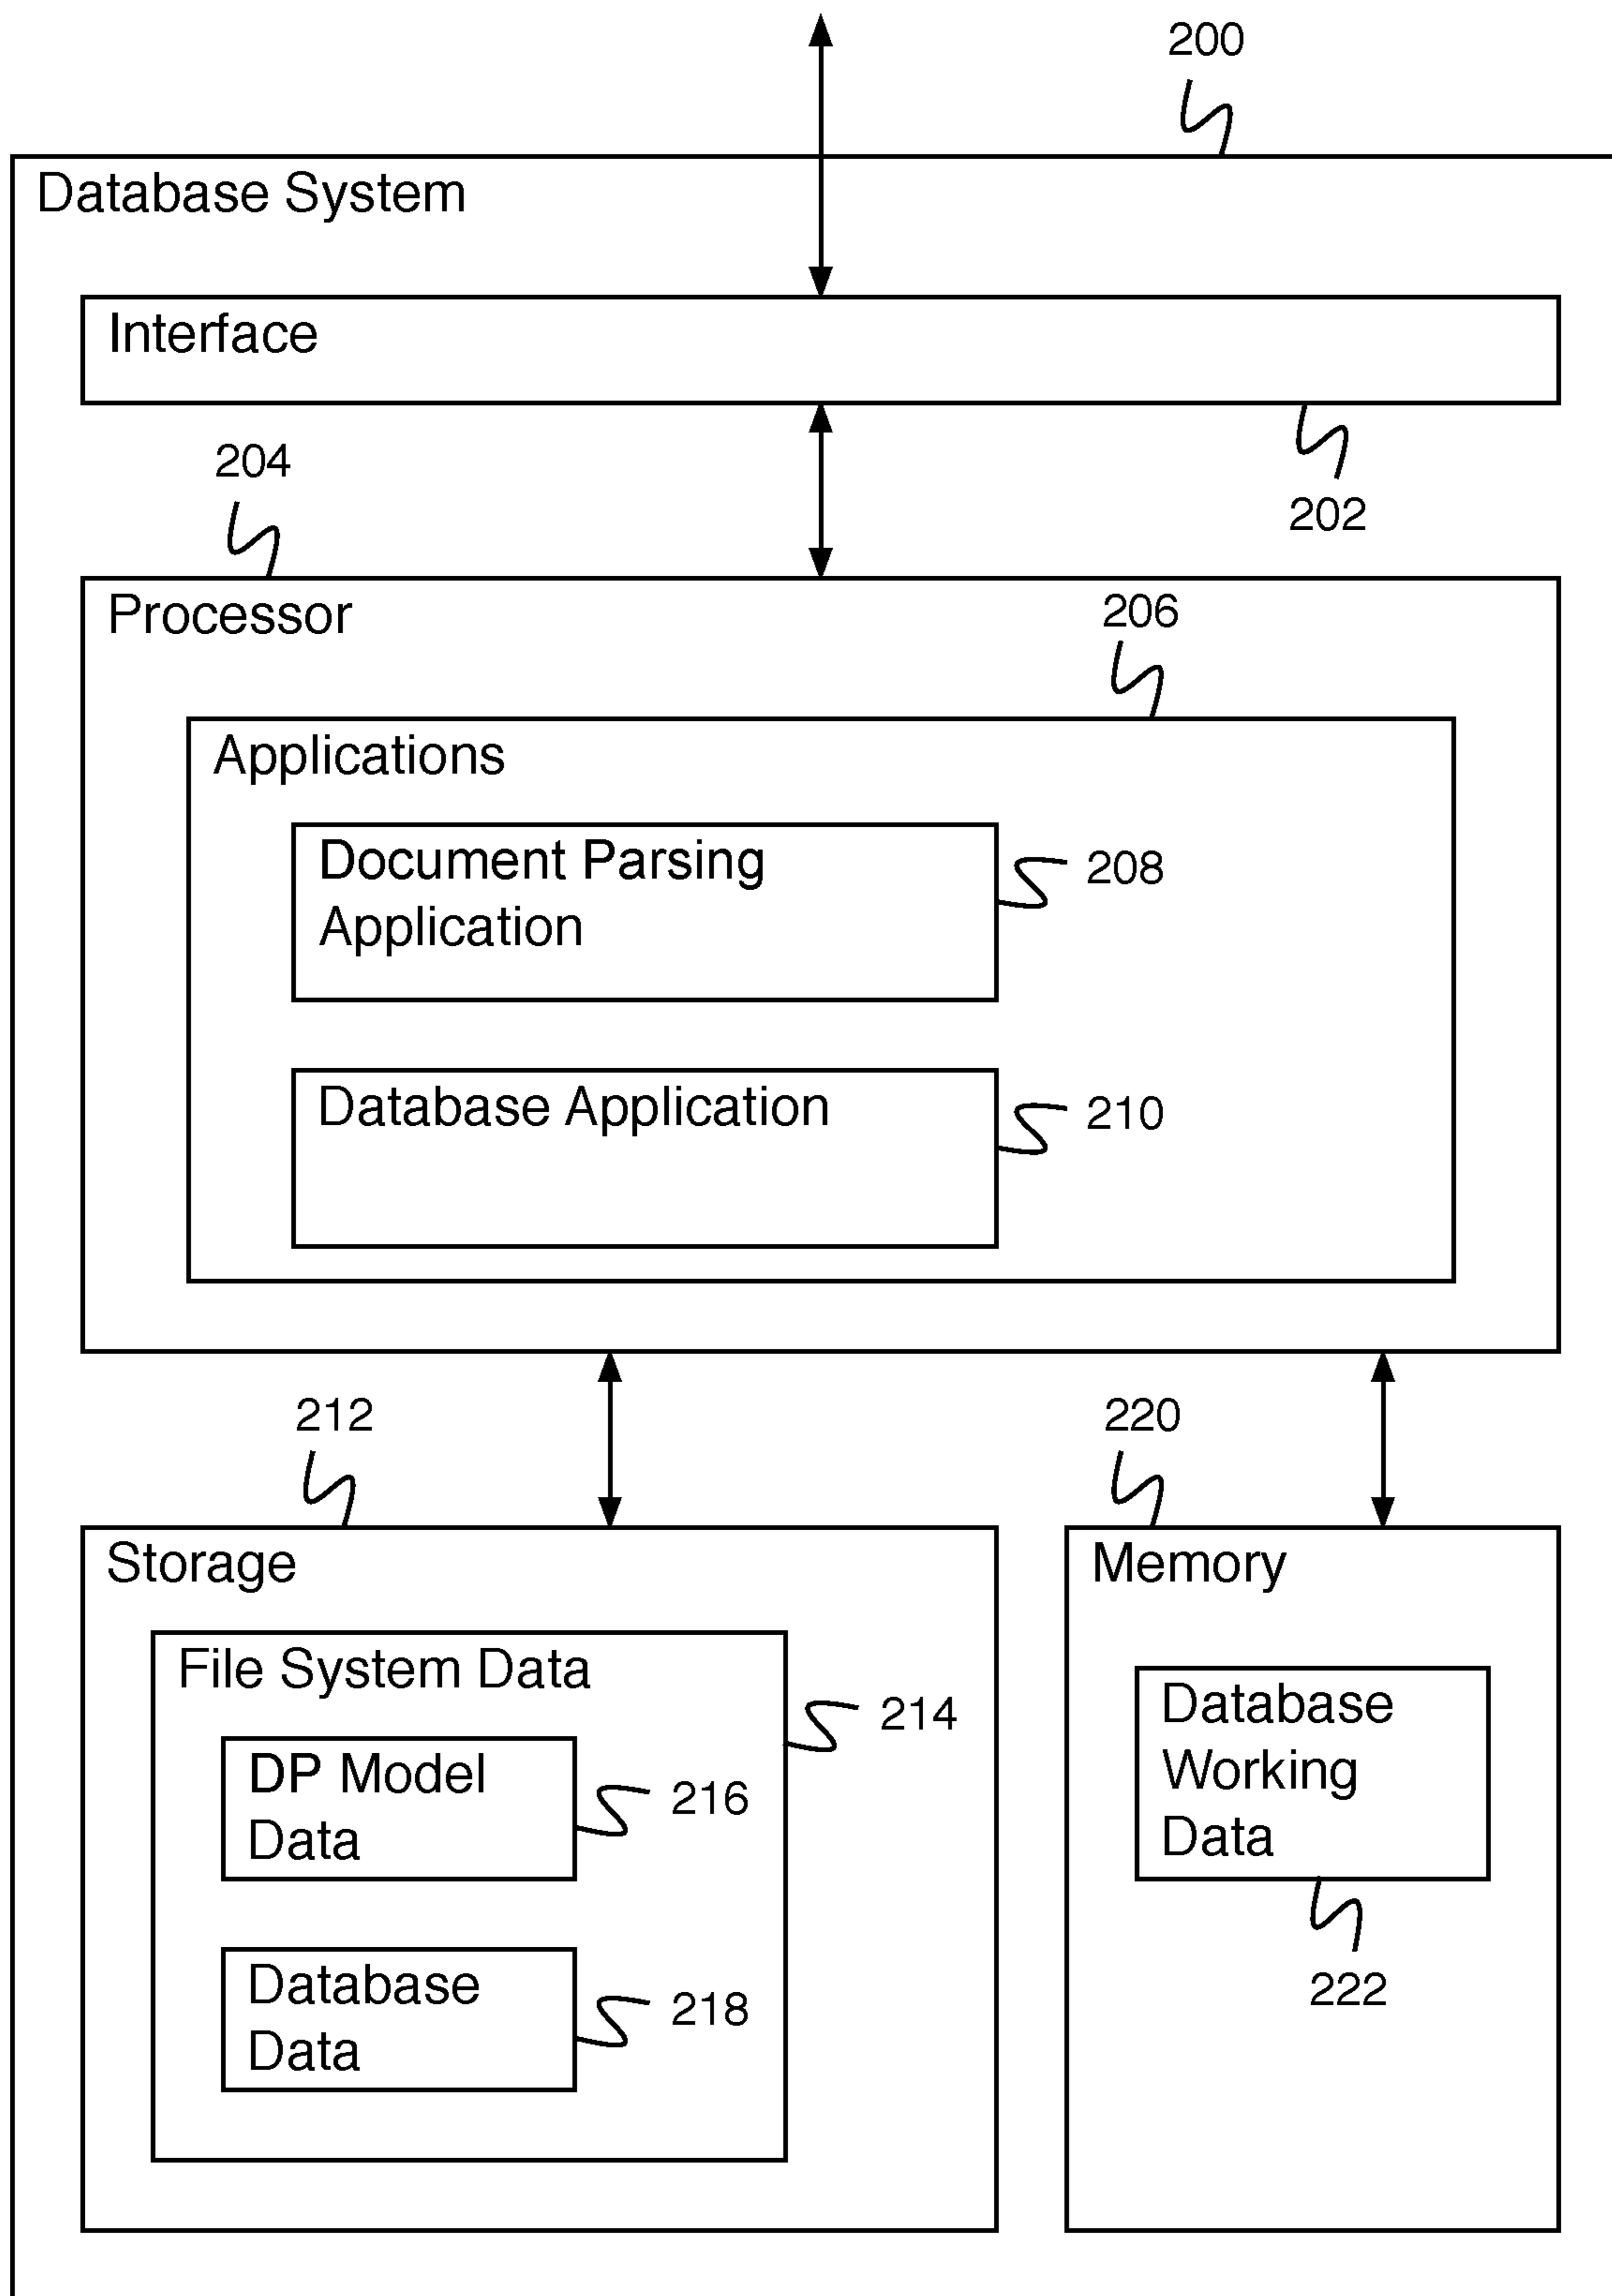 200
Database System
Interface
204
202
Processor
206
Applications
Document Parsing
Application
208
Database Application
210
212
220
Storage
Memory
File System Data
214
DP Model
Data
216
Database
Working
Data
Database
Data
218
222